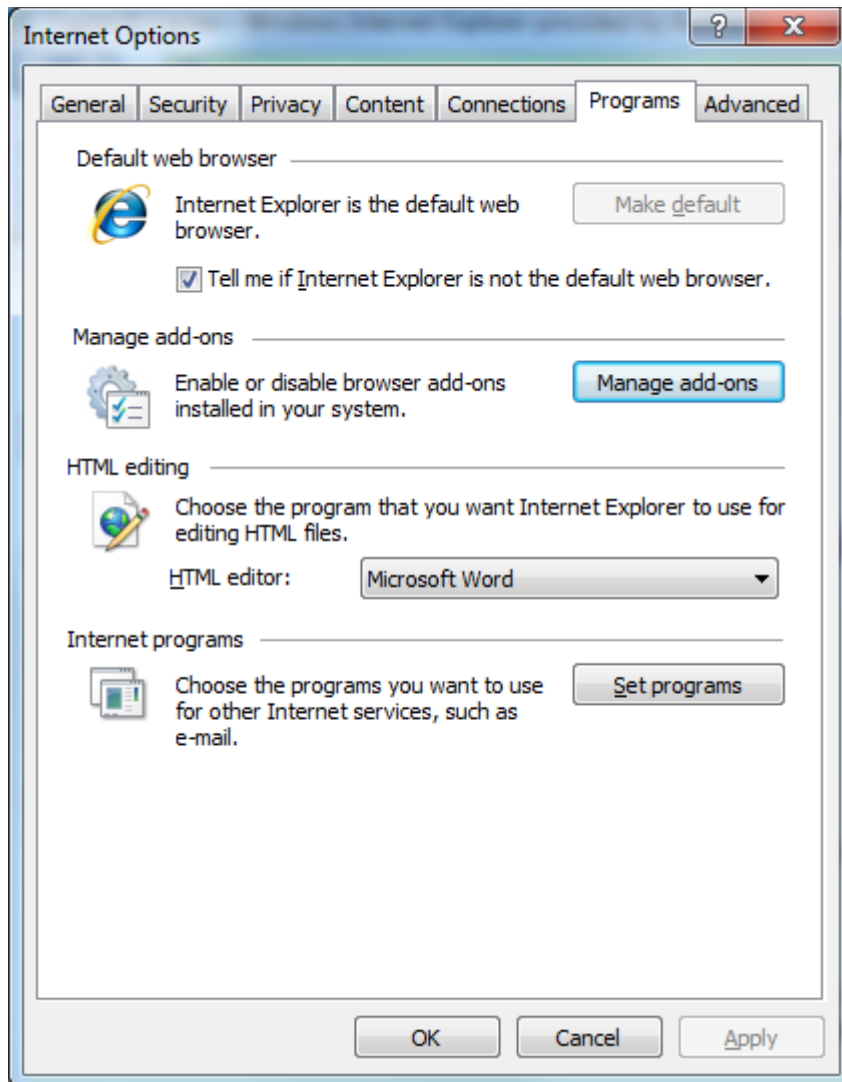 Internet Options
General Security Privacy Content Connections Programs Advanced
Default web browser
Internet Explorer is the default web
browser.
Make default
Tell me if Internet Explorer is not the default web browser.
Manage add-ons
Enable or disable browser add-ons
installed in your system.
Manage add-ons
HTML editing
Choose the program that you want Internet Explorer to use for
editing HTML files.
HTML editor: Microsoft Word
Internet programs
Choose the programs you want to use
for other Internet services, such as
e-mail.
Set programs
OK Cancel Apply